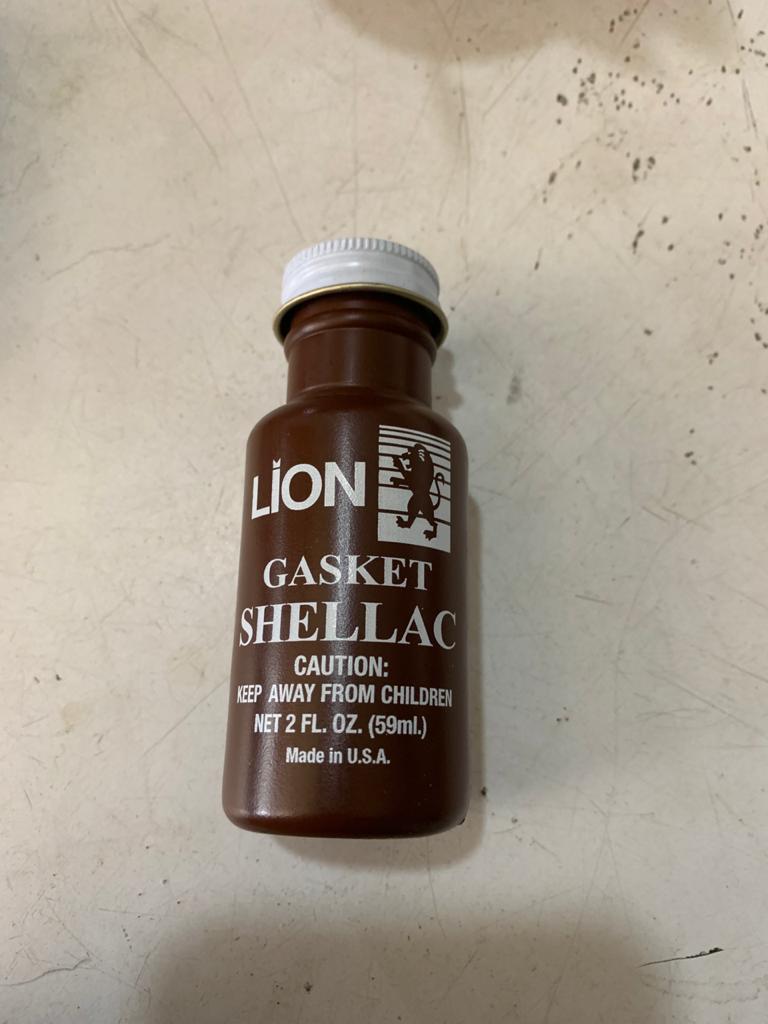 LION
GASKET
SHELLAC
CAUTION:
KEEP AWAY FROM CHILDREN
NET 2 FL. OZ. (59ml.)
Made in U.S.A.